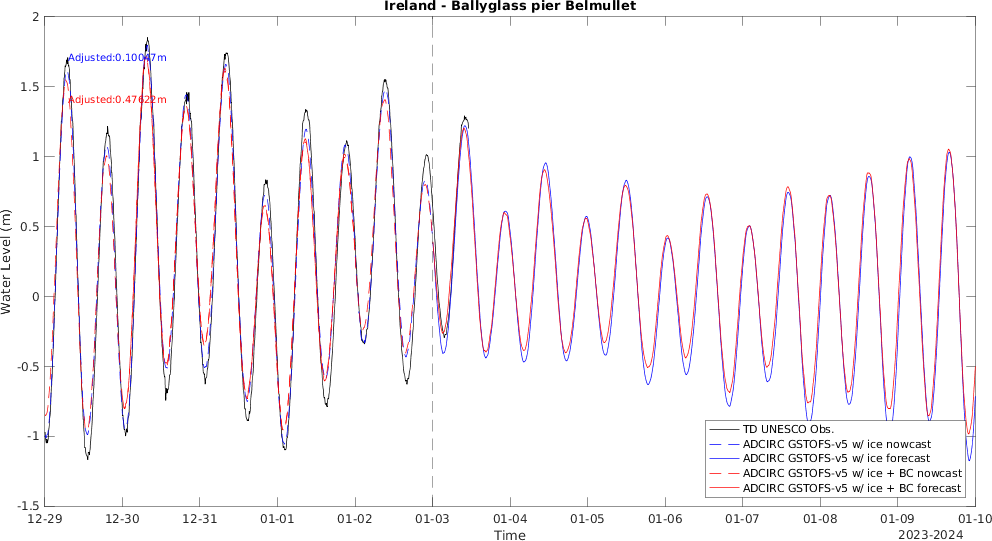 Ireland - Ballyglass pier Belmullet
Adjusted:0.10047m
Adjusted:0.47622m
Water Level (m)
2
1.5
1
0.5
0
-0.5
-1
-1.5
12-29 12-30 12-31 01-01 01-02 01-03 01-04 01-05 01-06 01-07 01-08 01-09 01-10
Time
2023-2024
TD UNESCO Obs.
ADCIRC GSTOFS-v5 w/ ice nowcast
ADCIRC GSTOFS-v5 w/ ice forecast
ADCIRC GSTOFS-v5 w/ ice + BC nowcast
ADCIRC GSTOFS-v5 w/ ice + BC forecast